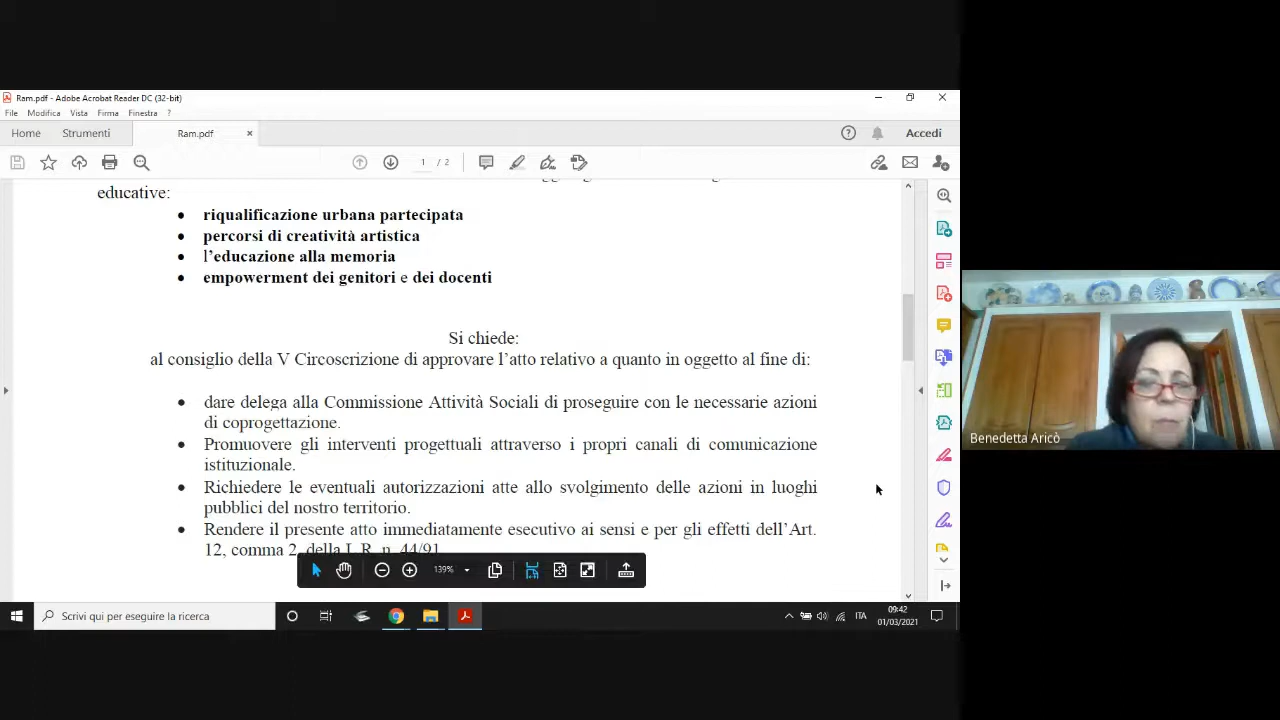 Ram.pdf - Adobe Acrobat Reader DC (32-bit)
File Modifica Vista Firma Finestra ?
Home Strumenti Ram.pdf × Accedi
1 / 2
educative:
• riqualificazione urbana partecipata
• percorsi di creatività artistica
• l’educazione alla memoria
• empowerment dei genitori e dei docenti
Si chiede:
al consiglio della V Circoscrizione di approvare l’atto relativo a quanto in oggetto al fine di:
• dare delega alla Commissione Attività Sociali di proseguire con le necessarie azioni
di coprogettazione.
• Promuovere gli interventi progettuali attraverso i propri canali di comunicazione
istituzionale.
• Richiedere le eventuali autorizzazioni atte allo svolgimento delle azioni in luoghi
pubblici del nostro territorio.
• Rendere il presente atto immediatamente esecutivo ai sensi e per gli effetti dell’Art.
12, comma 2, della L.R. n. 44/91
139%
Benedetta Aricò
Scrivi qui per eseguire la ricerca
ITA
09:42
01/03/2021